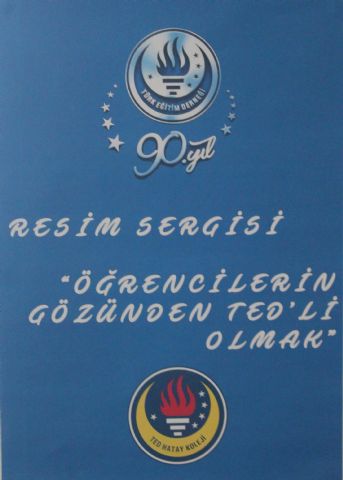 TÜRK EĞİTİM DERNEĞİ
90.yıl
RESİM SERGİSİ
"ÖĞRENCİLERİN
GÖZÜNDEN TED'Lİ
OLMAK"
TED HATAY KOLEJİ